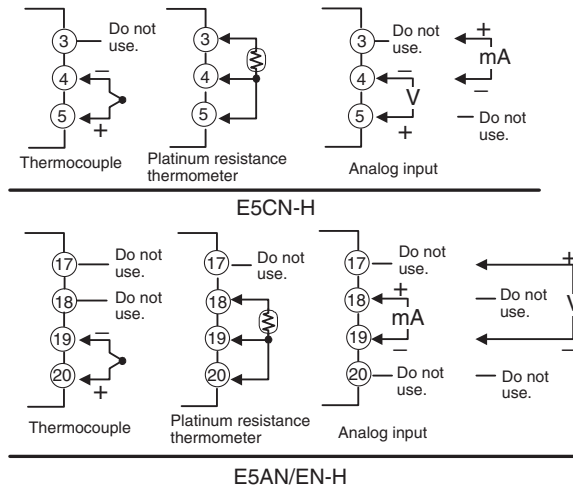 3 Do not use. 3 3 Do not use. +
4 − 4 4 − mA
5 + 5 5 V + −
− Do not use.
Thermocouple
Platinum resistance thermometer
Analog input
E5CN-H
17 Do not use. 17 Do not use. 17 Do not use. +
18 Do not use. 18 18 + Do not use. V
19 − 19 19 mA − −
20 + 20 20 Do not use. Do not use.
Thermocouple
Platinum resistance thermometer
Analog input
E5AN/EN-H